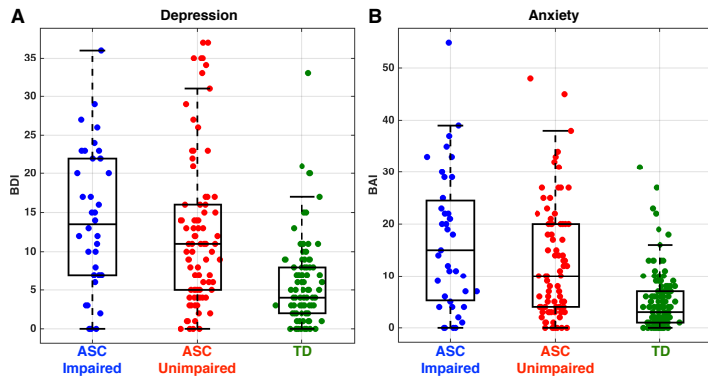 A
Depression
BDI
35
30
25
20
15
10
5
0
ASC
Impaired
ASC
Unimpaired
TD
B
Anxiety
BAI
50
40
30
20
10
0
ASC
Impaired
ASC
Unimpaired
TD